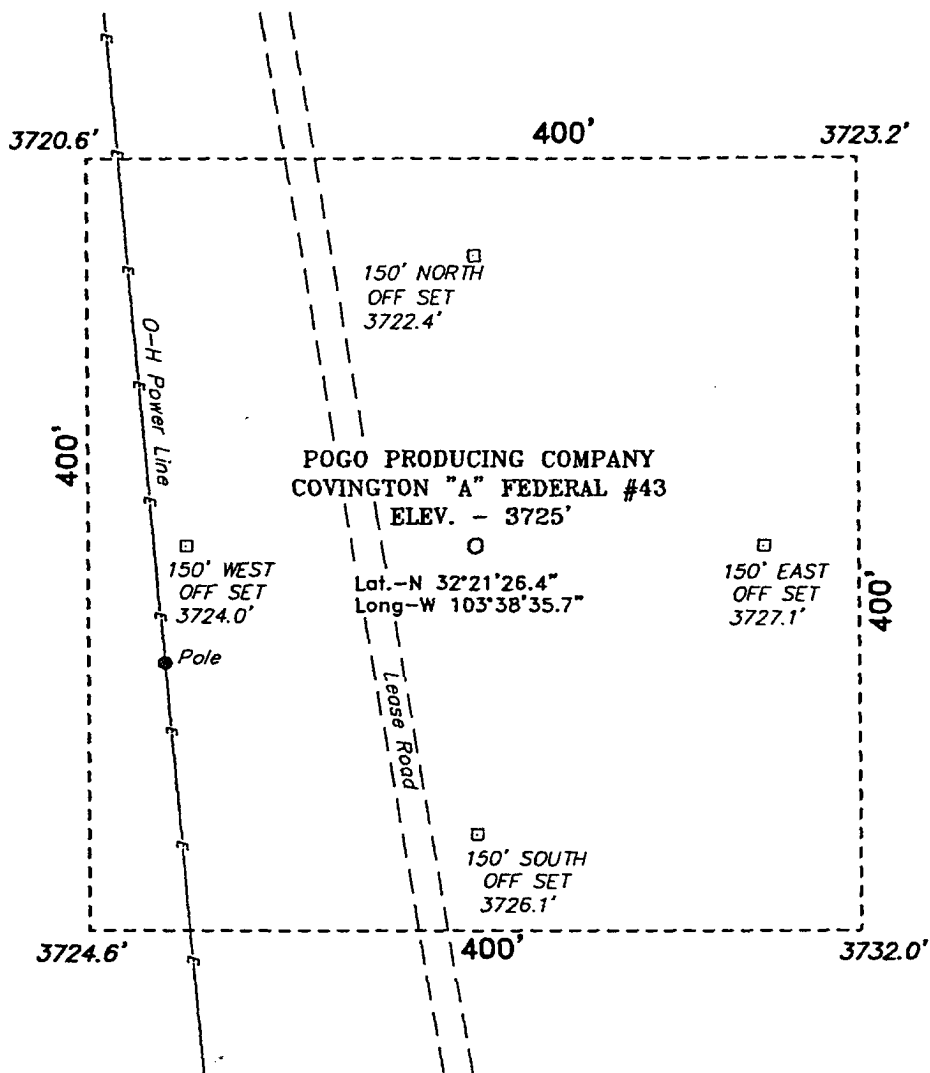 3720.6'
400'
3723.2'
150' NORTH
OFF SET
3722.4'
O-H Power Line
400'
POGO PRODUCING COMPANY
COVINGTON "A" FEDERAL #43
ELEV. - 3725'
Lat.-N 32°21'26.4"
Long-W 103°38'35.7"
150' WEST
OFF SET
3724.0'
150' EAST
OFF SET
3727.1'
400'
Pole
Lease Road
150' SOUTH
OFF SET
3726.1'
3724.6'
400'
3732.0'
E
E
E
E
E
E
E
E
E